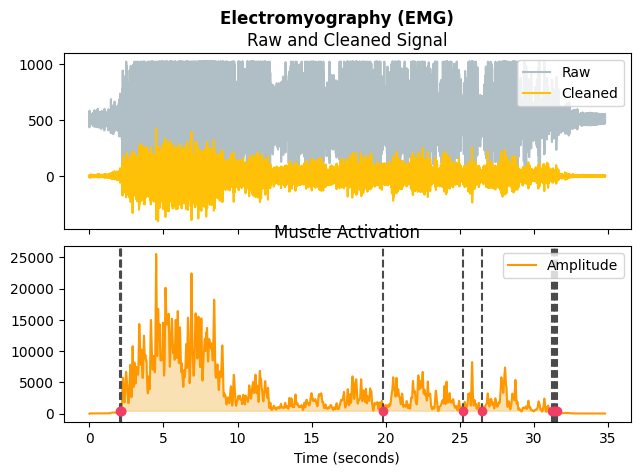 Electromyography (EMG)
Raw and Cleaned Signal
1000
500
0
Raw
Cleaned
Muscle Activation
25000
20000
15000
10000
5000
0
Amplitude
0 5 10 15 20 25 30 35
Time (seconds)